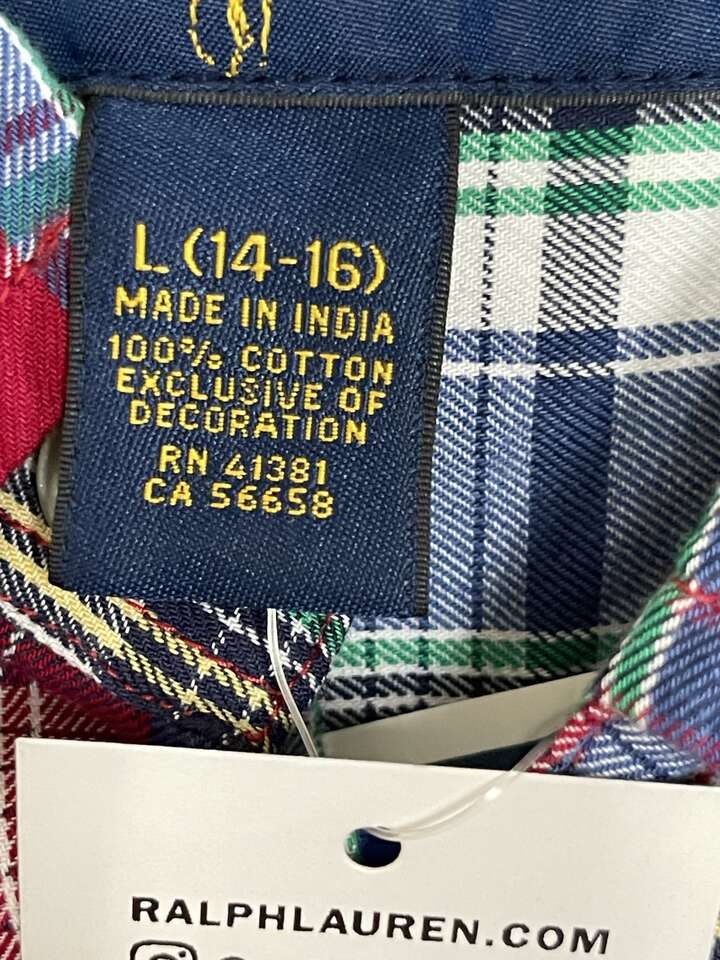 L (14-16)
MADE IN INDIA
100% COTTON
EXCLUSIVE OF
DECORATION
RN 41381
CA 56658
RALPHLAUREN.COM